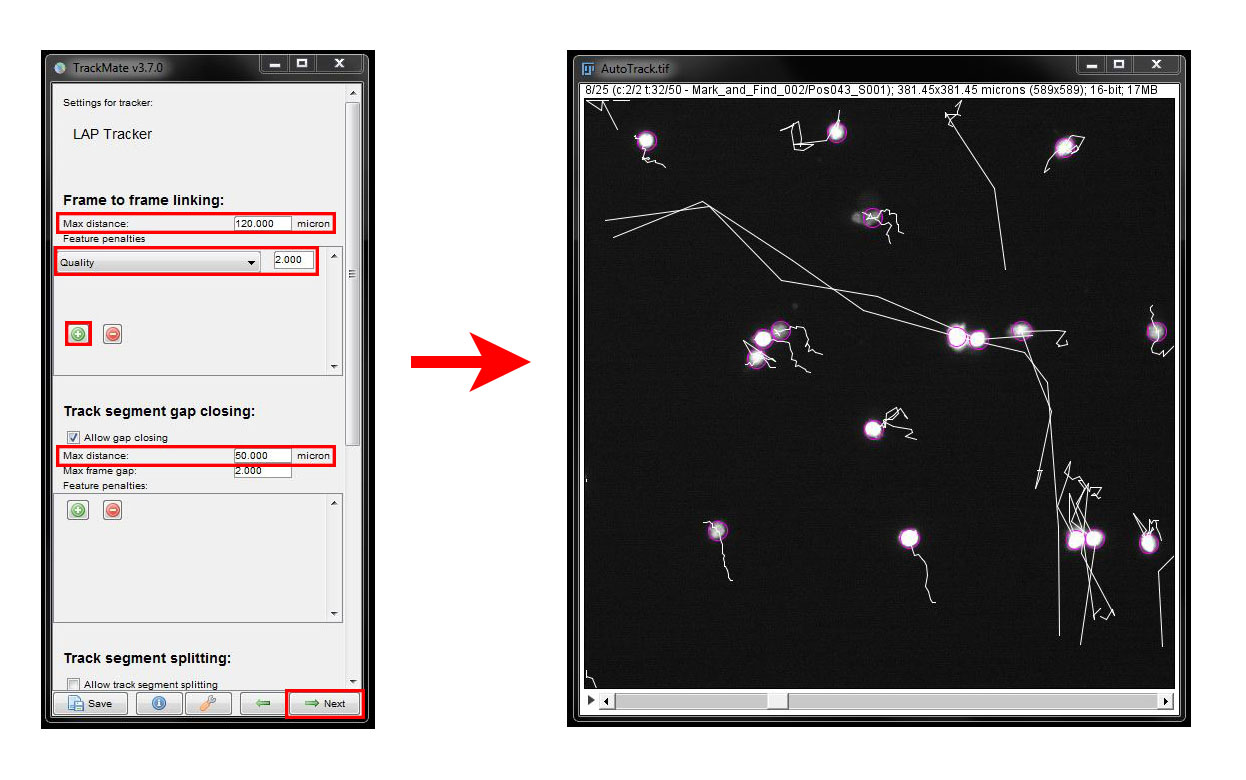 TrackMate v3.7.0
Settings for tracker:
LAP Tracker
Frame to frame linking:
Max distance: 120.000 micron
Feature penalties
Quality 2.000
Track segment gap closing:
Allow gap closing
Max distance: 50.000 micron
Max frame gap: 2.000
Feature penalties:
Track segment splitting:
Allow track segment splitting
Save Next
AutoTrack.tif
8/25 (c:2/2 t:32/50 - Mark_and_Find_002/Pos043_S001); 381.45x381.45 microns (589x589); 16-bit; 17MB